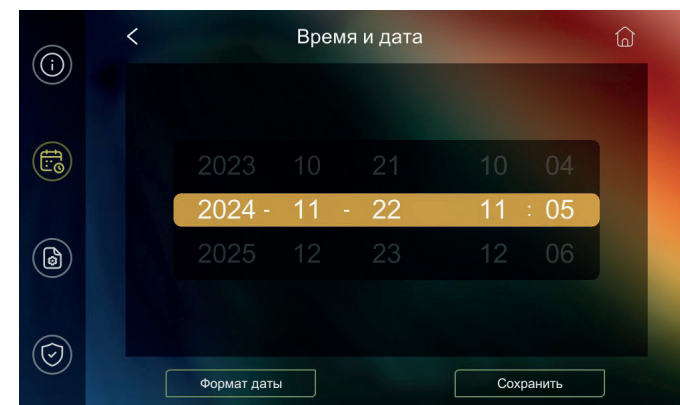 Время и дата
2023 10 21 10 04
2024 - 11 - 22 11 : 05
2025 12 23 12 06
Формат даты Сохранить